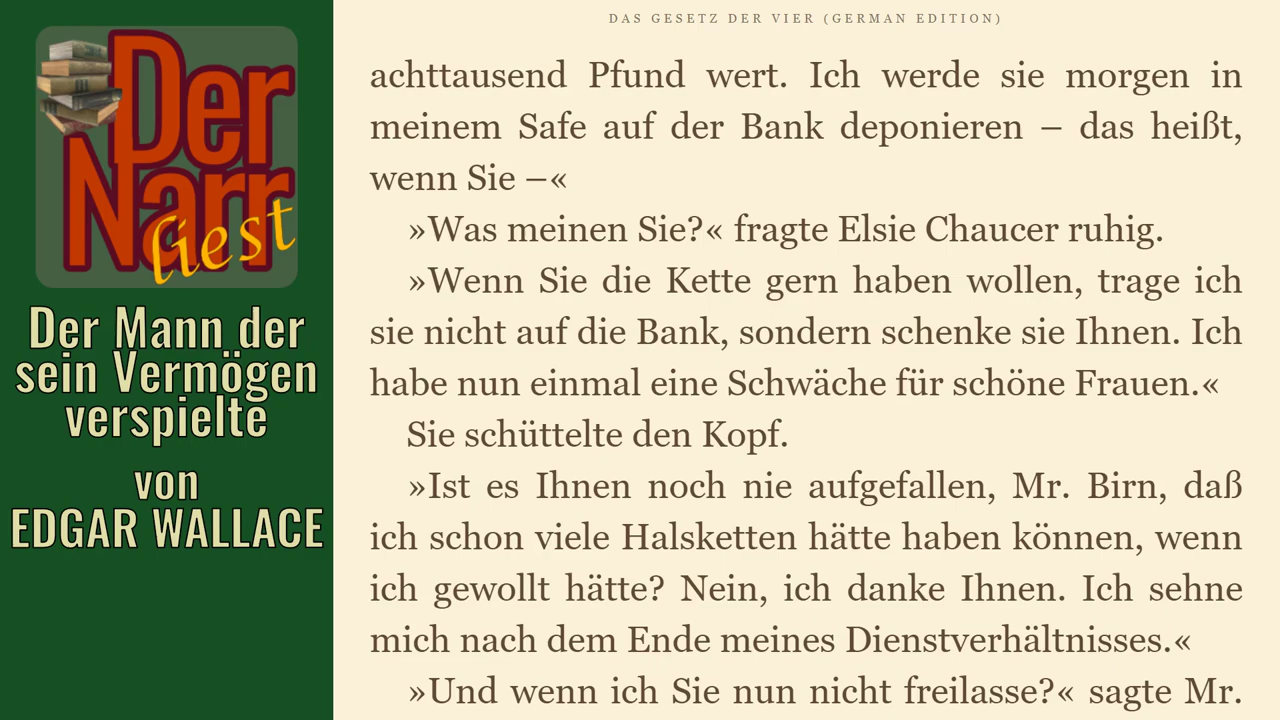 Der
Narr
liest
Der Mann der
sein Vermögen
verspielte
von
EDGAR WALLACE
DAS GESETZ DER VIER (GERMAN EDITION)
achttausend Pfund wert. Ich werde sie morgen in
meinem Safe auf der Bank deponieren – das heißt,
wenn Sie –«
»Was meinen Sie?« fragte Elsie Chaucer ruhig.
»Wenn Sie die Kette gern haben wollen, trage ich
sie nicht auf die Bank, sondern schenke sie Ihnen. Ich
habe nun einmal eine Schwäche für schöne Frauen.«
Sie schüttelte den Kopf.
»Ist es Ihnen noch nie aufgefallen, Mr. Birn, daß
ich schon viele Halsketten hätte haben können, wenn
ich gewollt hätte? Nein, ich danke Ihnen. Ich sehne
mich nach dem Ende meines Dienstverhältnisses.«
»Und wenn ich Sie nun nicht freilasse?« sagte Mr.